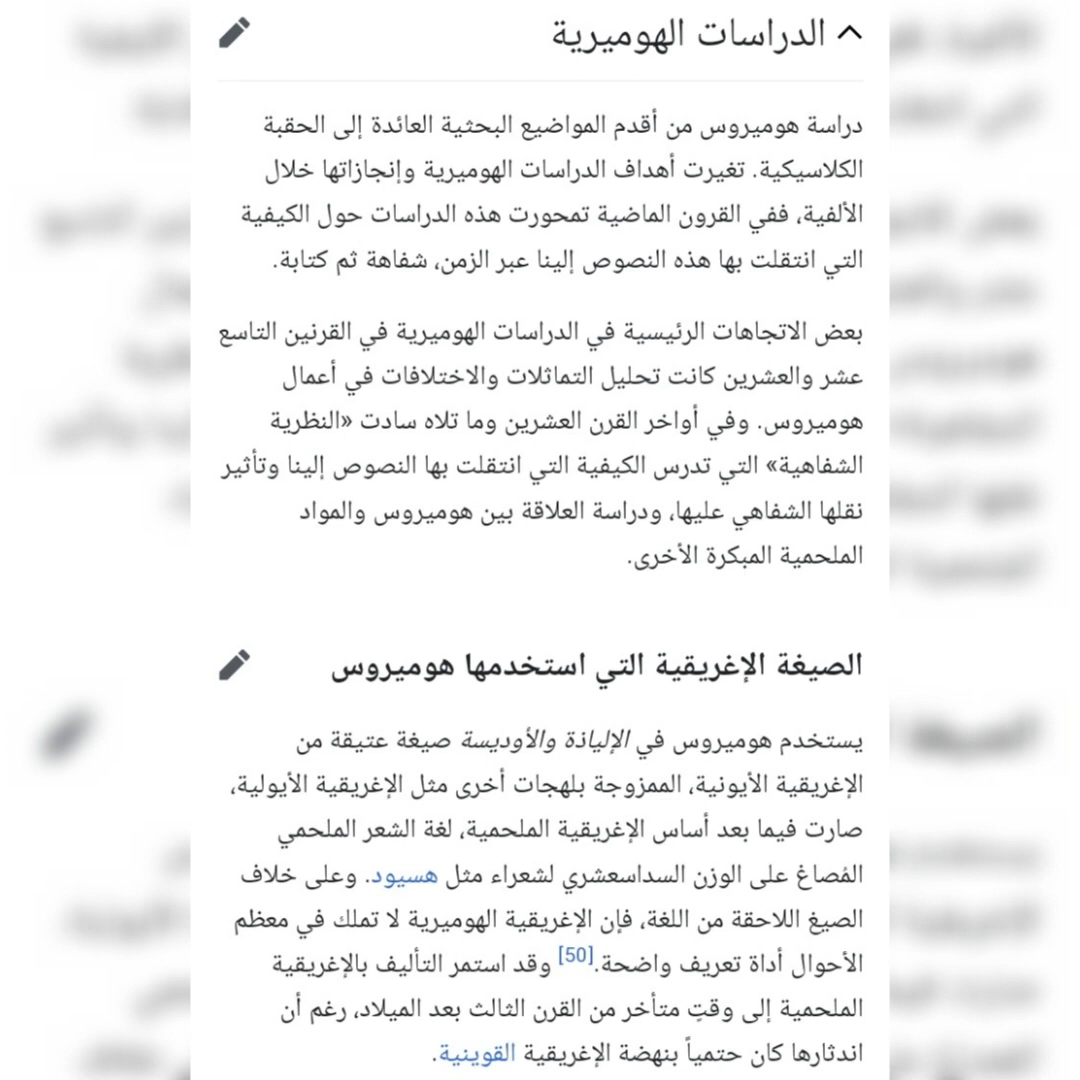 الدراسات الهوميرية
دراسة هوميروس من أقدم المواضيع البحثية العائدة إلى الحقبة
الكلاسيكية. تغيرت أهداف الدراسات الهوميرية وإنجازاتها خلال
الألفية، ففي القرون الماضية تمحورت هذه الدراسات حول الكيفية
التي انتقلت بها هذه النصوص إلينا عبر الزمن، شفاهة ثم كتابة.
بعض الاتجاهات الرئيسية في الدراسات الهوميرية في القرنين التاسع
عشر والعشرين كانت تحليل التماثلات والاختلافات في أعمال
هوميروس. وفي أواخر القرن العشرين وما تلاه سادت «النظرية
الشفاهية» التي تدرس الكيفية التي انتقلت بها النصوص إلينا وتأثير
نقلها الشفاهي عليها، ودراسة العلاقة بين هوميروس والمواد
الملحمية المبكرة الأخرى.
الصيغة الإغريقية التي استخدمها هوميروس
يستخدم هوميروس في الإلياذة والأوديسة صيغة عتيقة من
الإغريقية الأيونية، الممزوجة بلهجات أخرى مثل الإغريقية الأيولية،
صارت فيما بعد أساس الإغريقية الملحمية، لغة الشعر الملحمي
المُصاغ على الوزن السداسعشري لشعراء مثل هسيود. وعلى خلاف
الصيغ اللاحقة من اللغة، فإن الإغريقية الهوميرية لا تملك في معظم
الأحوال أداة تعريف واضحة.[50] وقد استمر التأليف بالإغريقية
الملحمية إلى وقتٍ متأخر من القرن الثالث بعد الميلاد، رغم أن
اندثارها كان حتمياً بنهضة الإغريقية القوينية.